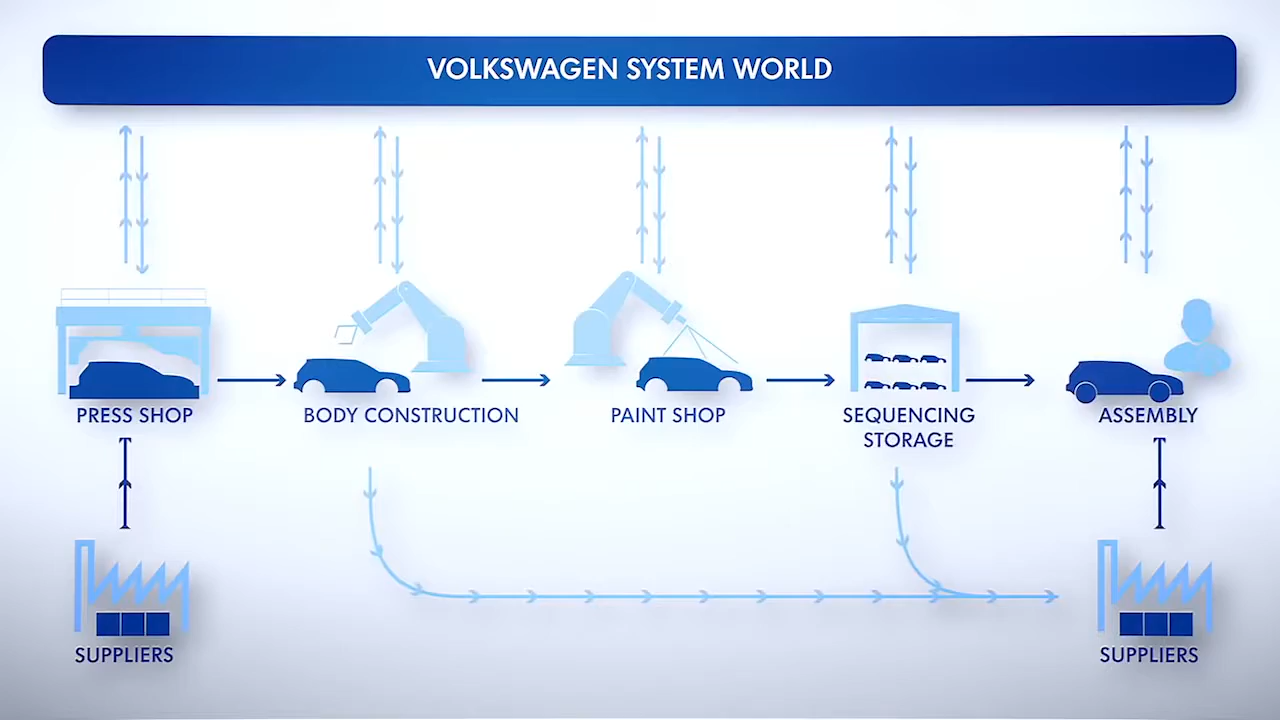 VOLKSWAGEN SYSTEM WORLD
PRESS SHOP
BODY CONSTRUCTION
PAINT SHOP
SEQUENCING
STORAGE
ASSEMBLY
SUPPLIERS
SUPPLIERS